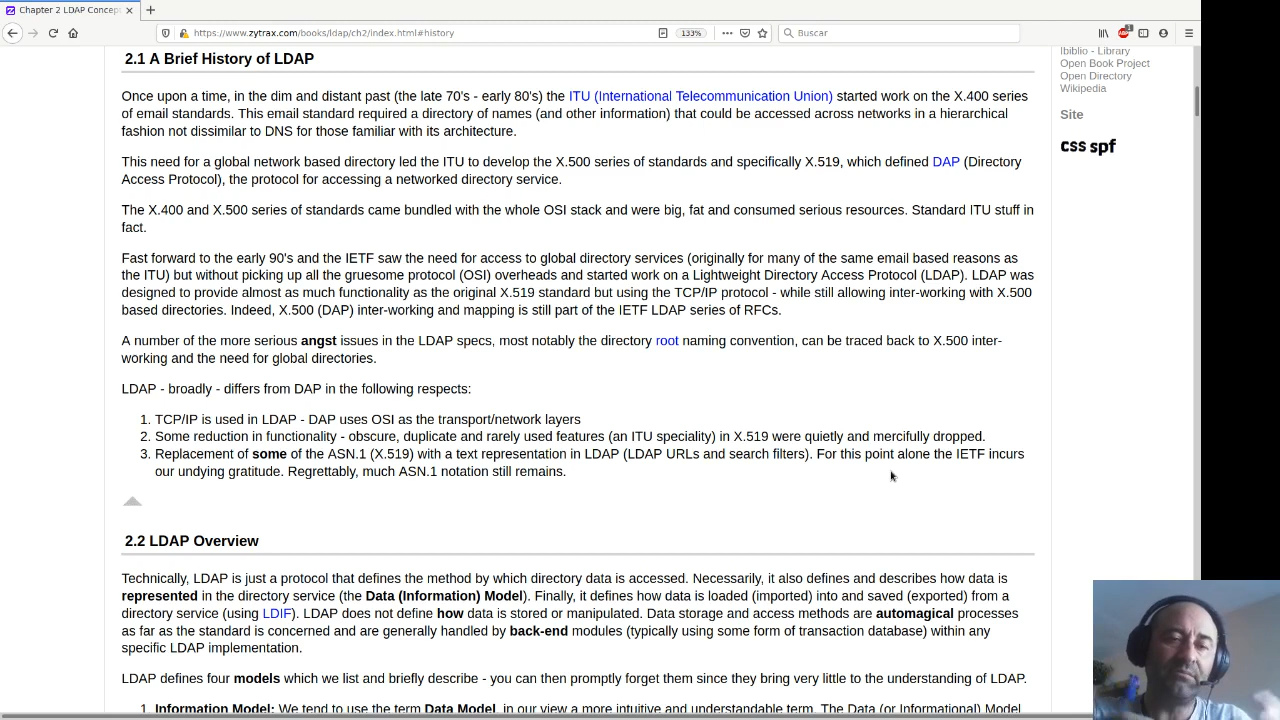 Chapter 2 LDAP Concep
https://www.zytrax.com/books/ldap/ch2/index.html#history
133%
Buscar
Ibiblio - Library
Open Book Project
Open Directory
Wikipedia
Site
css spf
2.1 A Brief History of LDAP
Once upon a time, in the dim and distant past (the late 70's - early 80's) the ITU (International Telecommunication Union) started work on the X.400 series
of email standards. This email standard required a directory of names (and other information) that could be accessed across networks in a hierarchical
fashion not dissimilar to DNS for those familiar with its architecture.
This need for a global network based directory led the ITU to develop the X.500 series of standards and specifically X.519, which defined DAP (Directory
Access Protocol), the protocol for accessing a networked directory service.
The X.400 and X.500 series of standards came bundled with the whole OSI stack and were big, fat and consumed serious resources. Standard ITU stuff in
fact.
Fast forward to the early 90's and the IETF saw the need for access to global directory services (originally for many of the same email based reasons as
the ITU) but without picking up all the gruesome protocol (OSI) overheads and started work on a Lightweight Directory Access Protocol (LDAP). LDAP was
designed to provide almost as much functionality as the original X.519 standard but using the TCP/IP protocol - while still allowing inter-working with X.500
based directories. Indeed, X.500 (DAP) inter-working and mapping is still part of the IETF LDAP series of RFCs.
A number of the more serious angst issues in the LDAP specs, most notably the directory root naming convention, can be traced back to X.500 inter-
working and the need for global directories.
LDAP - broadly - differs from DAP in the following respects:
1. TCP/IP is used in LDAP - DAP uses OSI as the transport/network layers
2. Some reduction in functionality - obscure, duplicate and rarely used features (an ITU speciality) in X.519 were quietly and mercifully dropped.
3. Replacement of some of the ASN.1 (X.519) with a text representation in LDAP (LDAP URLs and search filters). For this point alone the IETF incurs
our undying gratitude. Regrettably, much ASN.1 notation still remains.
2.2 LDAP Overview
Technically, LDAP is just a protocol that defines the method by which directory data is accessed. Necessarily, it also defines and describes how data is
represented in the directory service (the Data (Information) Model). Finally, it defines how data is loaded (imported) into and saved (exported) from a
directory service (using LDIF). LDAP does not define how data is stored or manipulated. Data storage and access methods are automagical processes
as far as the standard is concerned and are generally handled by back-end modules (typically using some form of transaction database) within any
specific LDAP implementation.
LDAP defines four models which we list and briefly describe - you can then promptly forget them since they bring very little to the understanding of LDAP.
1. Information Model: We tend to use the term Data Model, in our view a more intuitive and understandable term. The Data (or Informational) Model